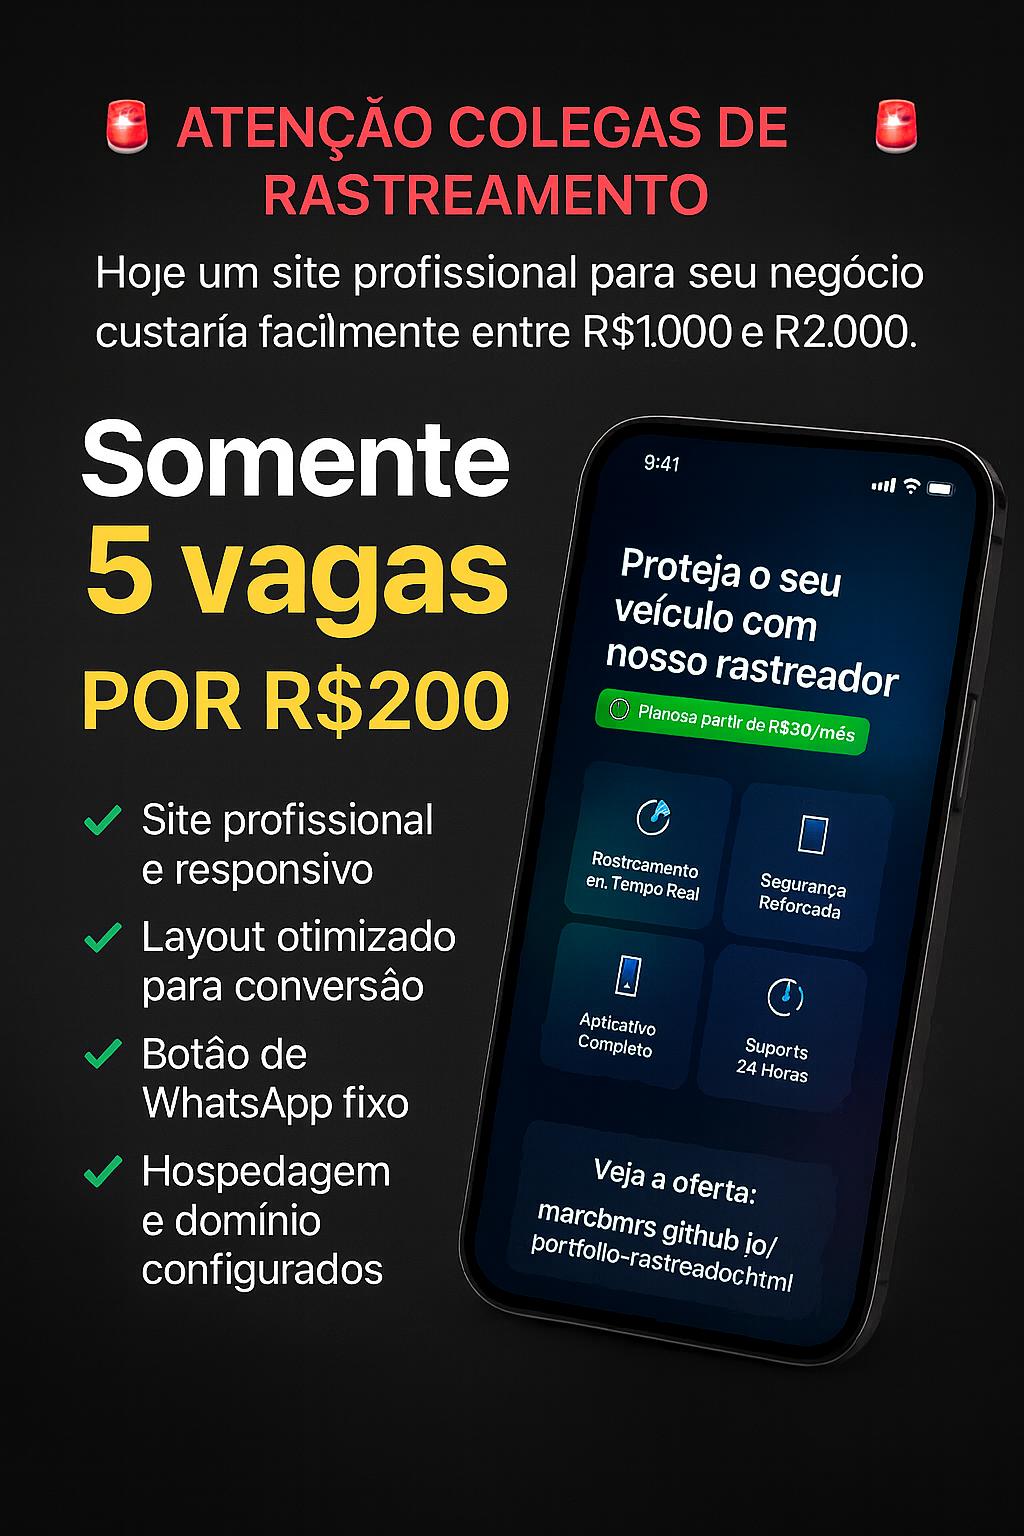 🚨 ATENÇÃO COLEGAS DE 🚨
RASTREAMENTO
Hoje um site profissional para seu negócio
custaría facilmente entre R$1.000 e R2.000.
Somente
5 vagas
POR R$200
Site profissional
e responsivo
Layout otimizado
para conversâo
Botâo de
WhatsApp fixo
Hospedagem
e domínio
configurados
9:41
Proteja o seu
veículo com
nosso rastreador
Planosa partir de R$30/més
Rostrcamento
en. Tempo Real
Segurança
Reforcada
Apticativo
Completo
Suports
24 Horas
Veja a oferta:
marcbmrs github io/
portfollo-rastreadochtml